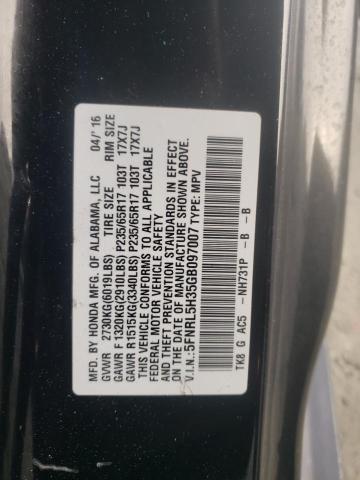 MFD. BY HONDA MFG. OF ALABAMA, LLC 04/'16
GVWR 2730KG(6019LBS) TIRE SIZE RIM SIZE
GAWR F 1320KG(2910LBS) P235/65R17 103T 17X7J
GAWR R1515KG(3340LBS) P235/65R17 103T 17X7J
THIS VEHICLE CONFORMS TO ALL APPLICABLE
FEDERAL MOTOR VEHICLE SAFETY
AND THEFT PREVENTION STANDARDS IN EFFECT
ON THE DATE OF MANUFACTURE SHOWN ABOVE.
V.I.N.: 5FNRL5H35GB097007 TYPE: MPV
TK8 G AC5 -NH731P -B -B